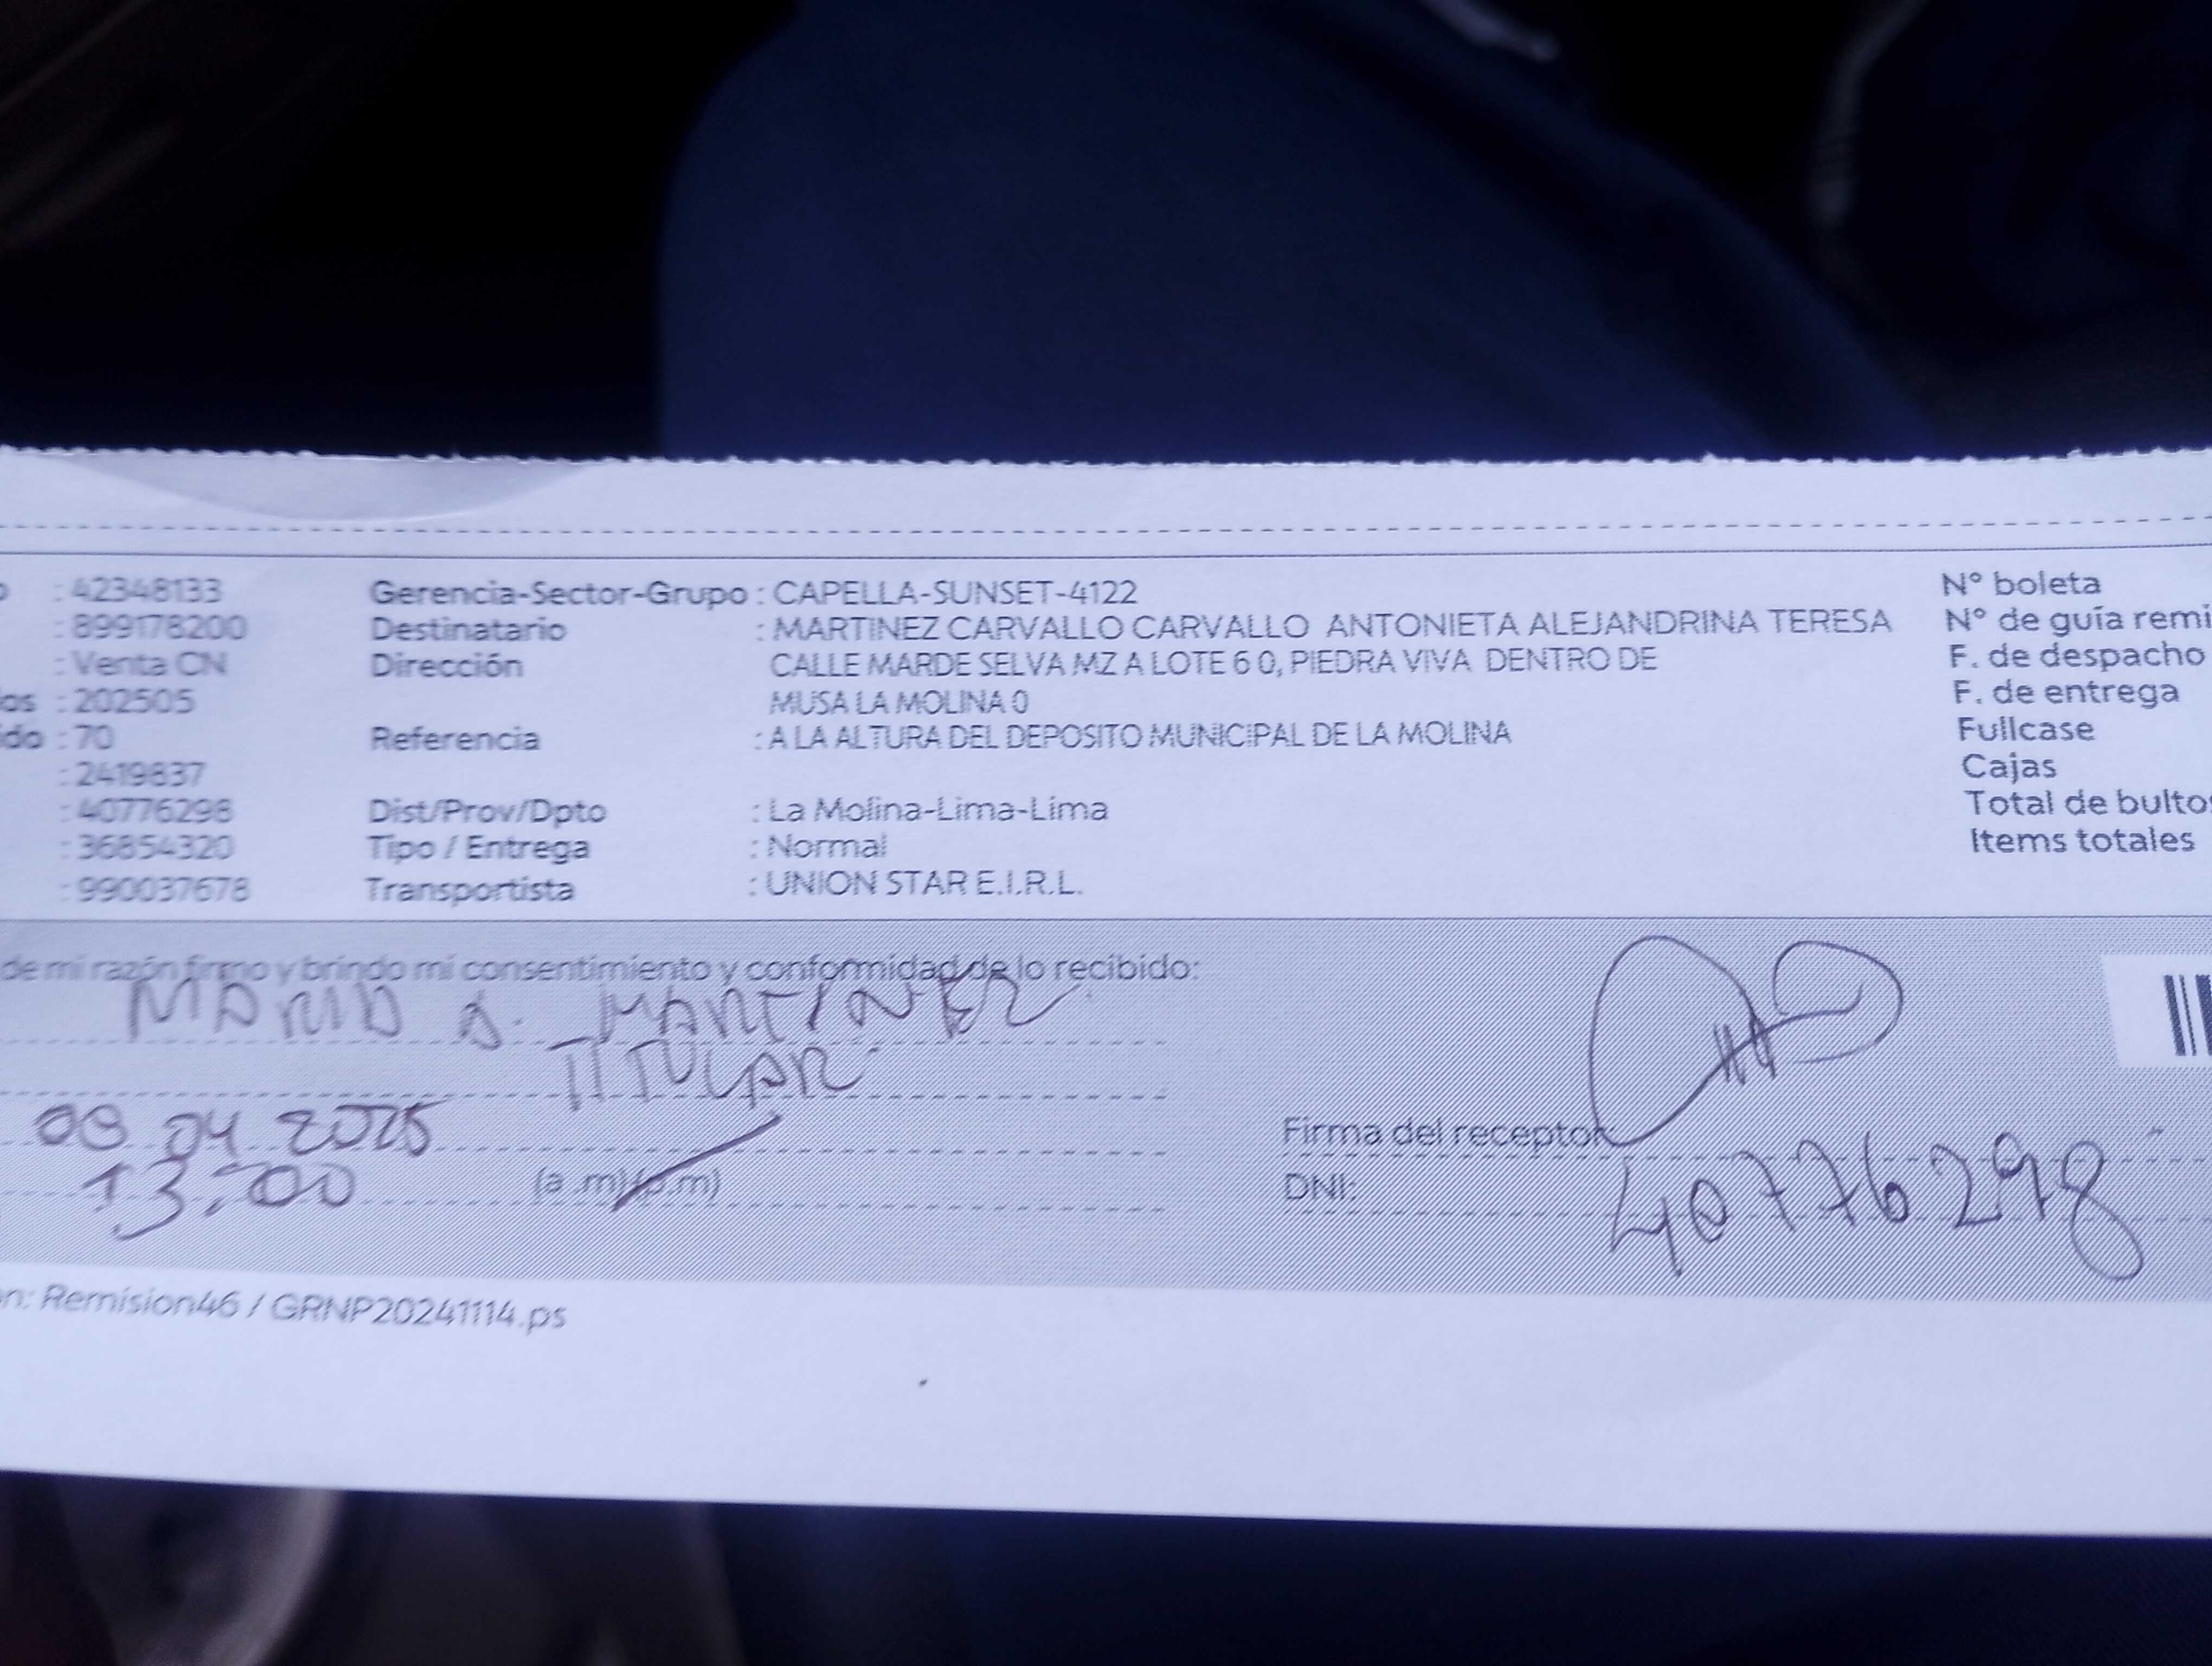 : 42348133 Gerencia-Sector-Grupo : CAPELLA-SUNSET-4122 N° boleta
: 899178200 Destinatario : MARTINEZ CARVALLO CARVALLO ANTONIETA ALEJANDRINA TERESA N° de guía remi
: Venta CN Dirección CALLE MARDE SELVA MZ A LOTE 6 0, PIEDRA VIVA DENTRO DE F. de despacho
os : 202505 MUSA LA MOLINA 0 F. de entrega
ido : 70 Referencia : A LA ALTURA DEL DEPOSITO MUNICIPAL DE LA MOLINA Fullcase
: 2419837 Cajas
: 40776298 Dist/Prov/Dpto : La Molina-Lima-Lima Total de bultos
: 36854320 Tipo / Entrega : Normal Items totales
: 990037678 Transportista : UNION STAR E.I.R.L.
de mi razón firmo y brindo mi conse​ntimiento y conformidad de lo recibido:
MARIA A. MARTINEZ
TITULAR
08 04 2025 Firma del receptor:
13:00 (a.m)(p.m) DNI: 40776298
n: Remision46 / GRNP20241114.ps